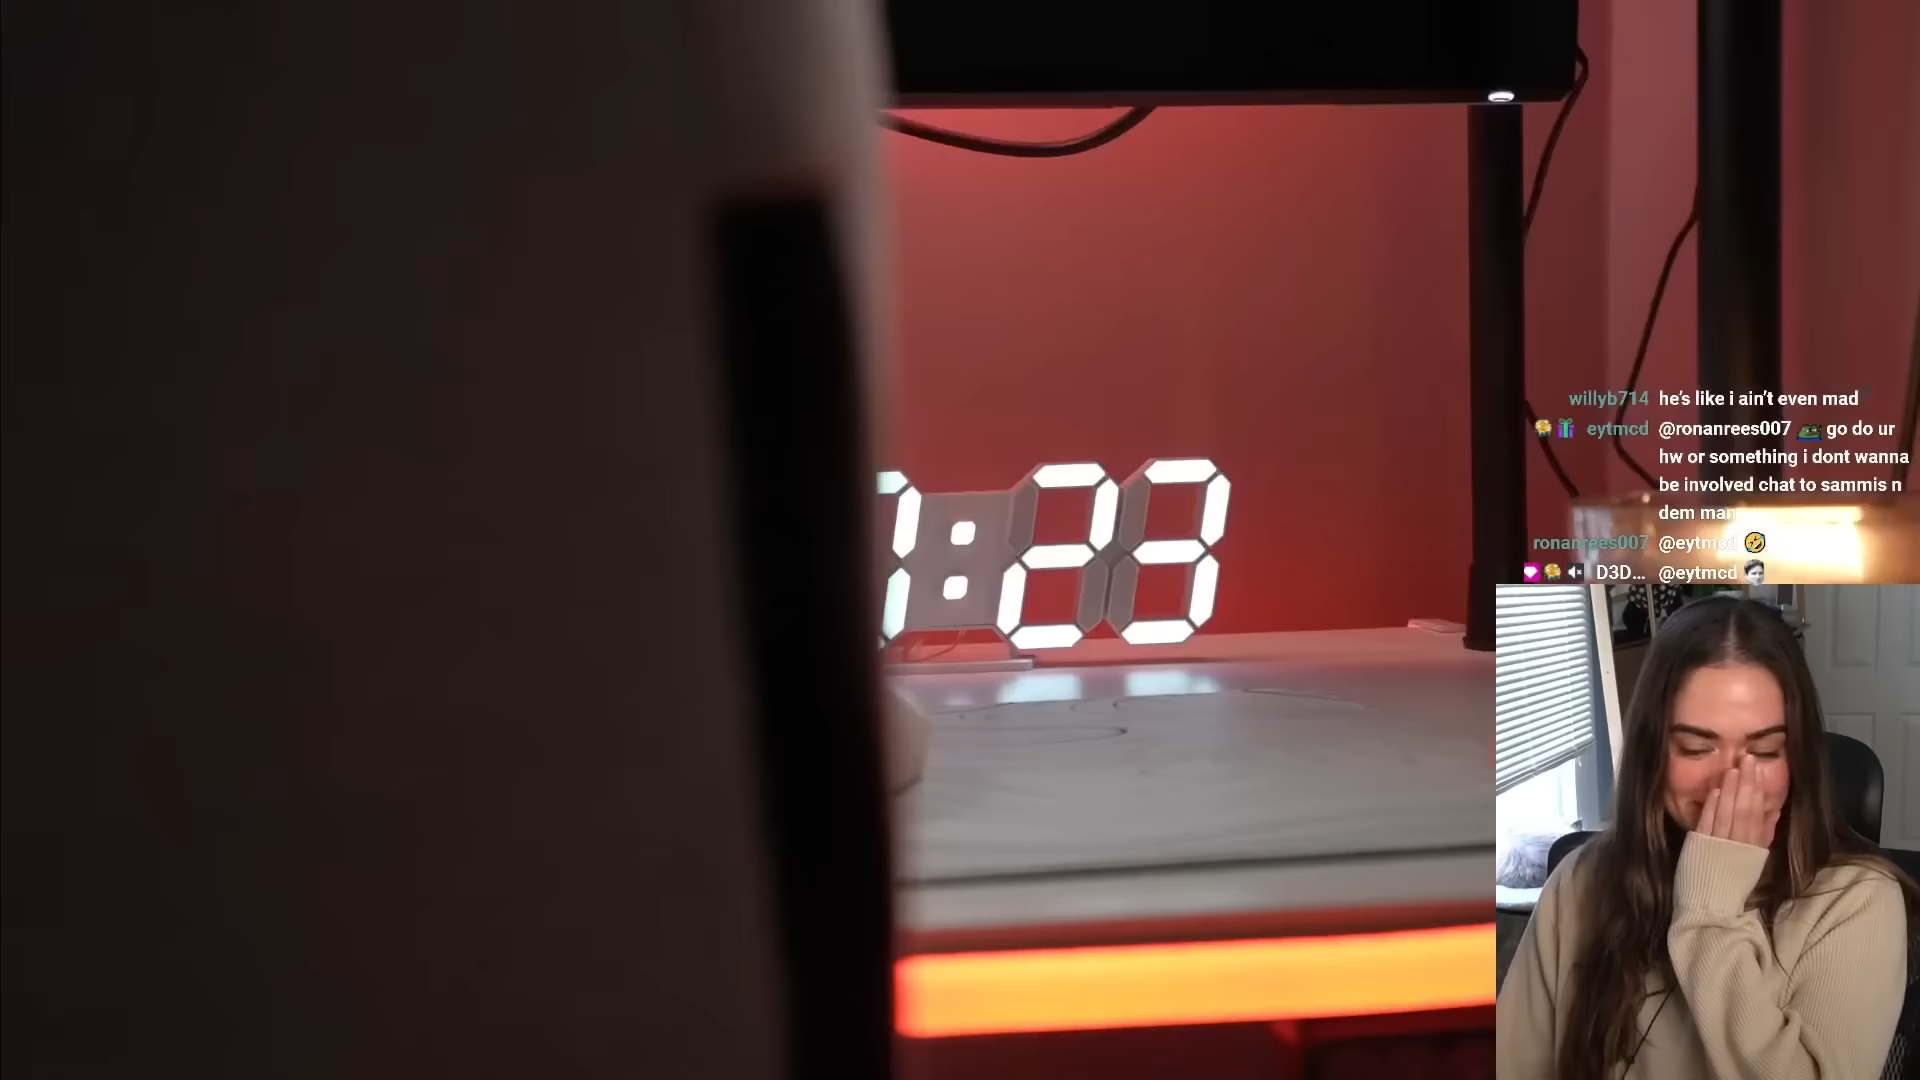 :23
willyb714 he's like i ain't even mad
eytmcd @ronanrees007 go do ur
hw or something i dont wanna
be involved chat to sammis n
dem man
ronanrees007 @eytmcd
D3D... @eytmcd